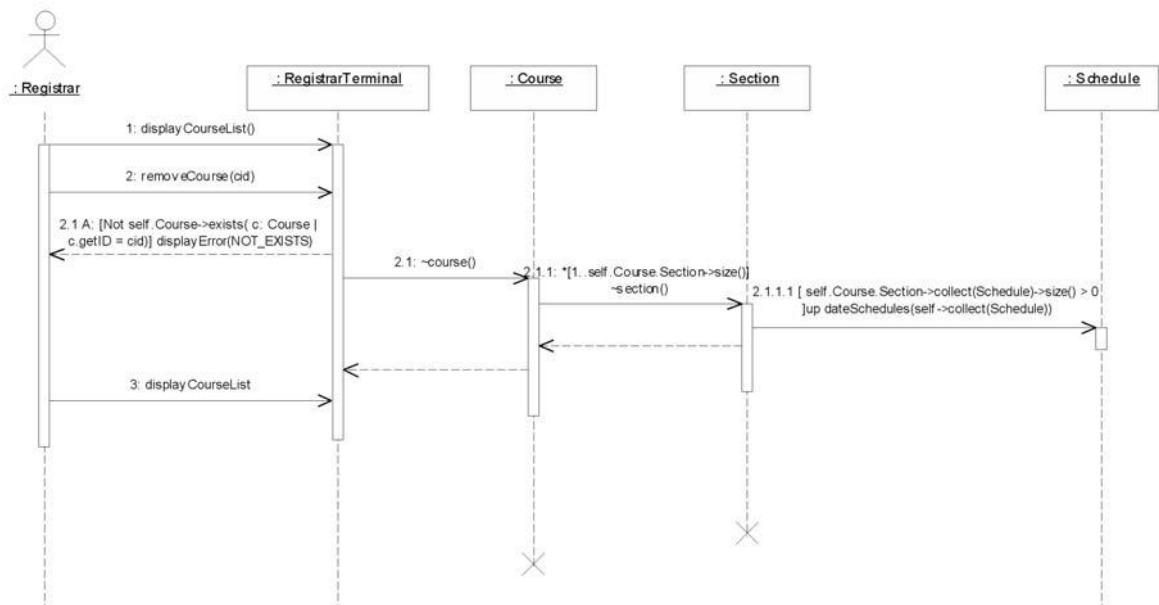 : Registrar
: RegistrarTerminal
: Course
: Section
: Schedule
1: displayCourseList()
2: removeCourse(cid)
2.1 A: [Not self.Course->exists( c: Course |
c.getID = cid)] displayError(NOT_EXISTS)
2.1: ~course()
2.1.1: *[1..self.Course.Section->size()]
~section()
2.1.1.1 [ self.Course.Section->collect(Schedule)->size() > 0
]up dateSchedules(self->collect(Schedule))
3: displayCourseList